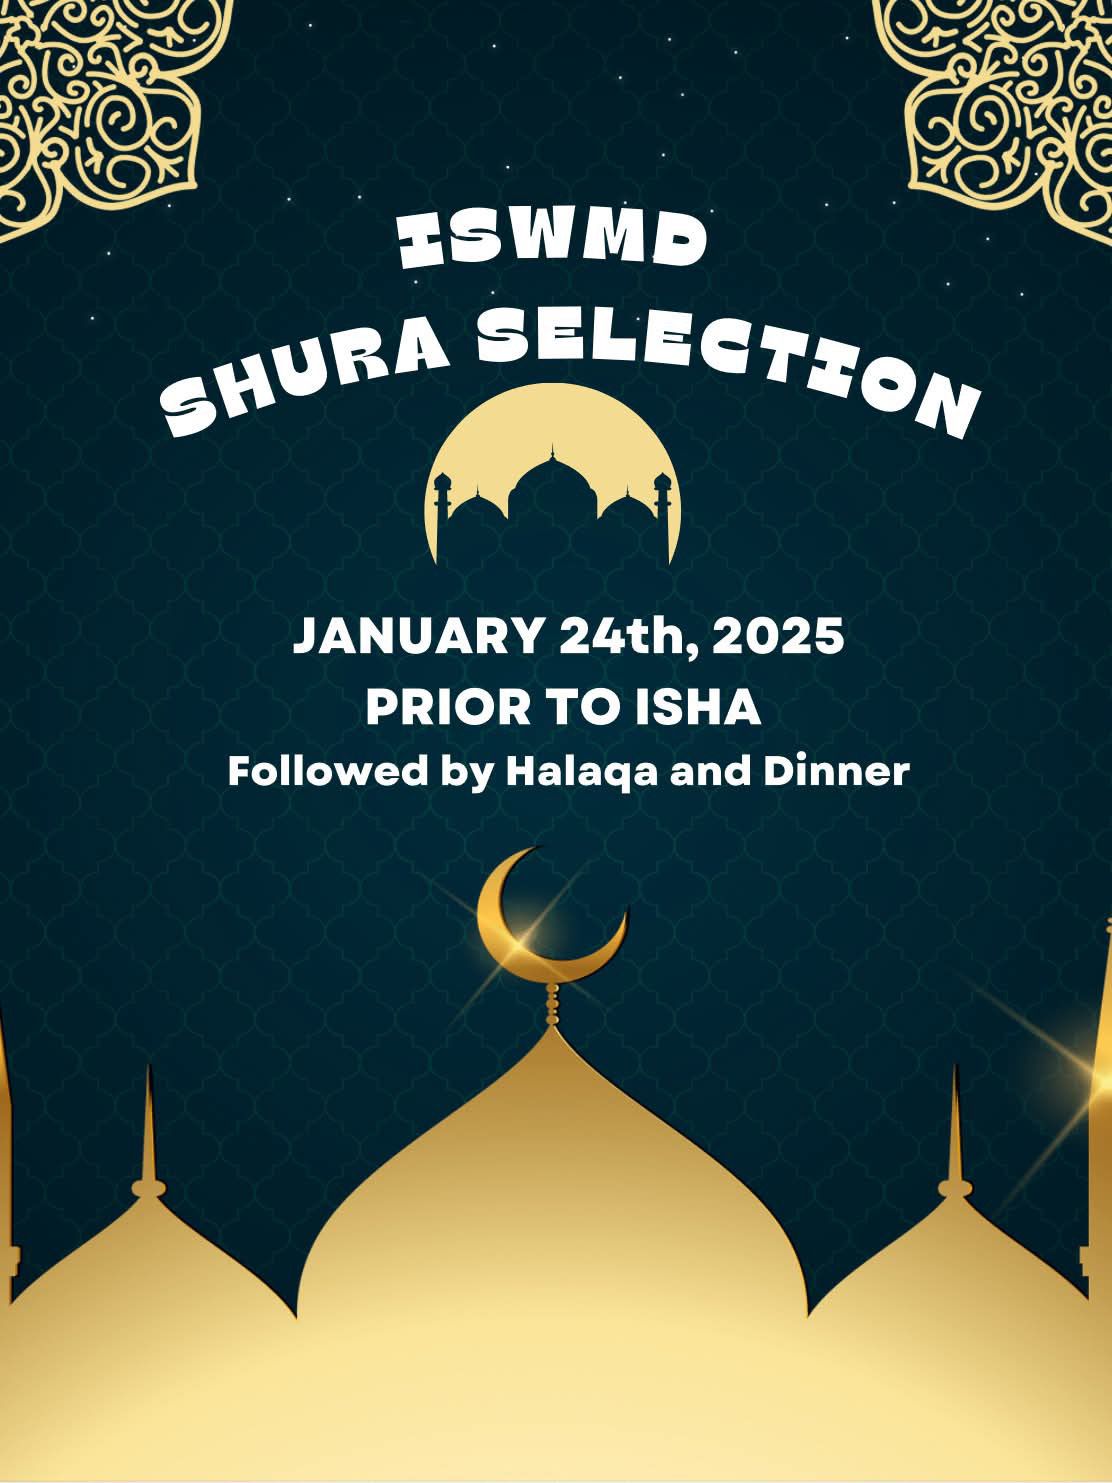 ISWMD
SHURA SELECTION
JANUARY 24th, 2025
PRIOR TO ISHA
Followed by Halaqa and Dinner